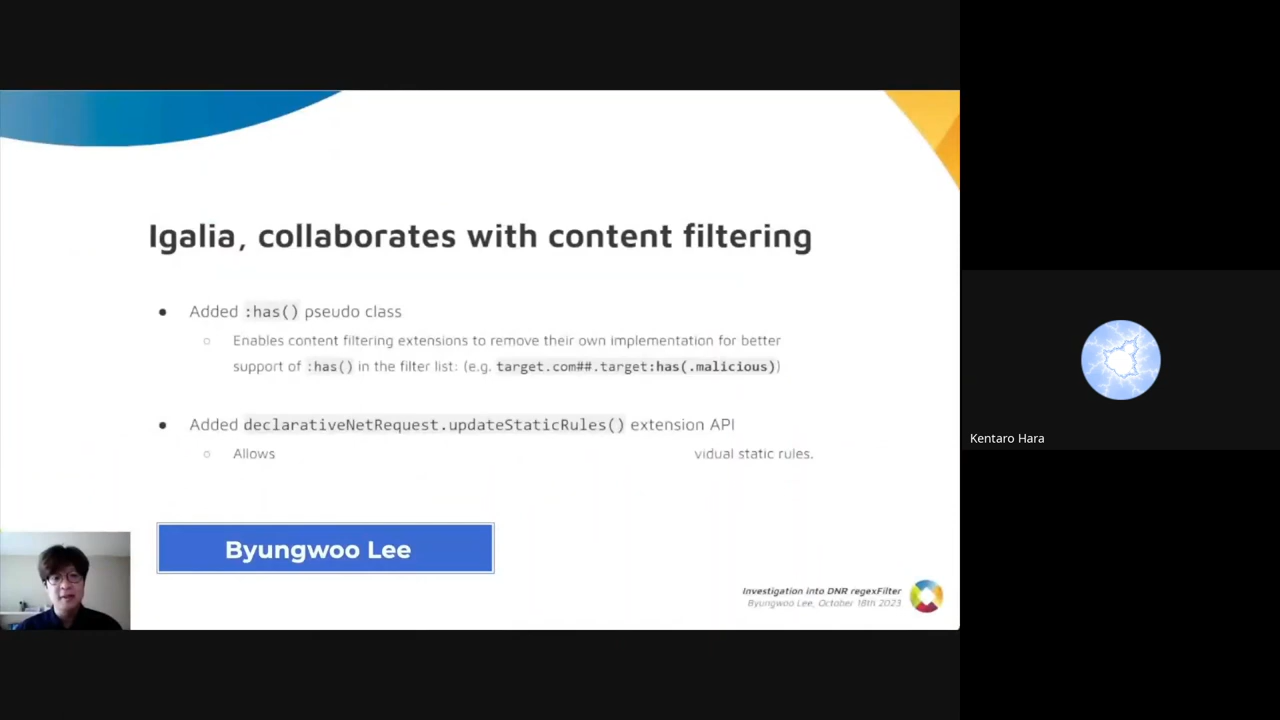 Igalia, collaborates with content filtering
Added :has() pseudo class
Enables content filtering extensions to remove their own implementation for better
support of :has() in the filter list: (e.g. target.com##.target:has(.malicious))
Added declarativeNetRequest.updateStaticRules() extension API
Allows vidual static rules.
Byungwoo Lee
Investigation into DNR regexFilter
Byungwoo Lee, October 18th 2023
Kentaro Hara